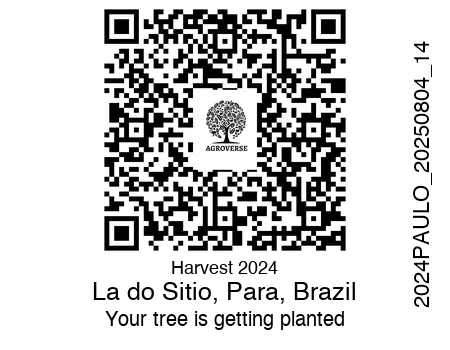 AGROVERSE
Harvest 2024
La do Sitio, Para, Brazil
Your tree is getting planted
2024PAULO_20250804_14